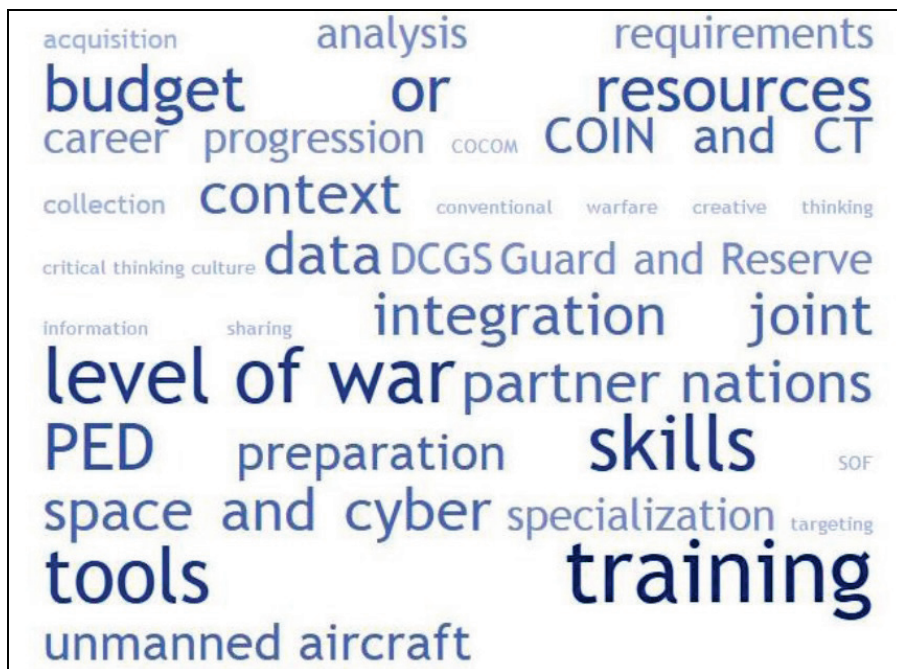 acquisition analysis requirements
budget or resources
career progression COCOM COIN and CT
collection context conventional warfare creative thinking
critical thinking culture data DCGS Guard and Reserve
information sharing integration joint
level of war partner nations
PED preparation skills SOF
space and cyber specialization targeting
tools training
unmanned aircraft